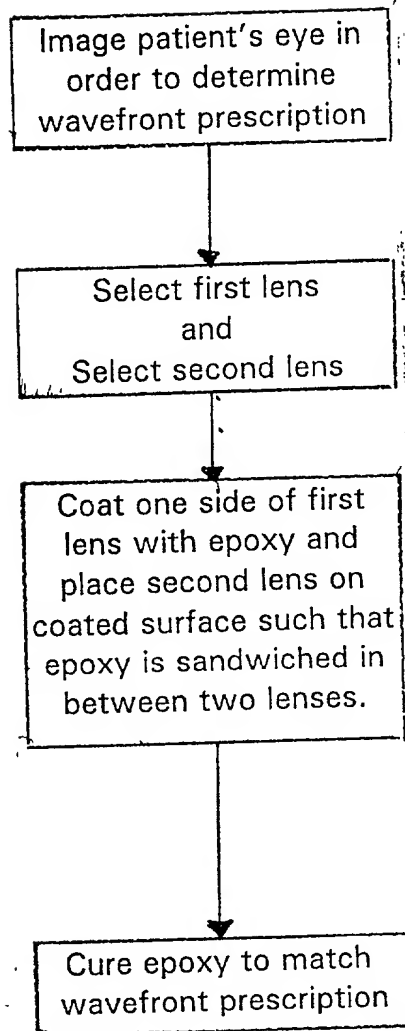 Image patient's eye in
order to determine
wavefront prescription
Select first lens
and
Select second lens
Coat one side of first
lens with epoxy and
place second lens on
coated surface such that
epoxy is sandwiched in
between two lenses.
Cure epoxy to match
wavefront prescription